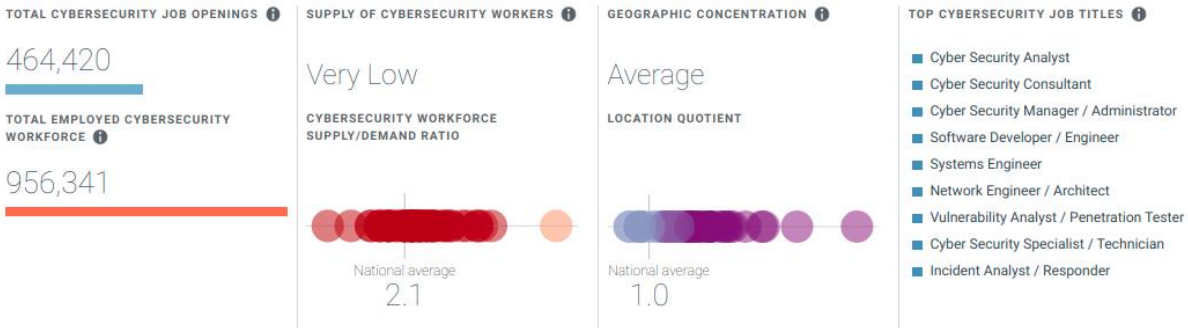 TOTAL CYBERSECURITY JOB OPENINGS
464,420
TOTAL EMPLOYED CYBERSECURITY
WORKFORCE
956,341
SUPPLY OF CYBERSECURITY WORKERS
Very Low
CYBERSECURITY WORKFORCE
SUPPLY/DEMAND RATIO
National average
2.1
GEOGRAPHIC CONCENTRATION
Average
LOCATION QUOTIENT
National average
1.0
TOP CYBERSECURITY JOB TITLES
Cyber Security Analyst
Cyber Security Consultant
Cyber Security Manager / Administrator
Software Developer / Engineer
Systems Engineer
Network Engineer / Architect
Vulnerability Analyst / Penetration Tester
Cyber Security Specialist / Technician
Incident Analyst / Responder